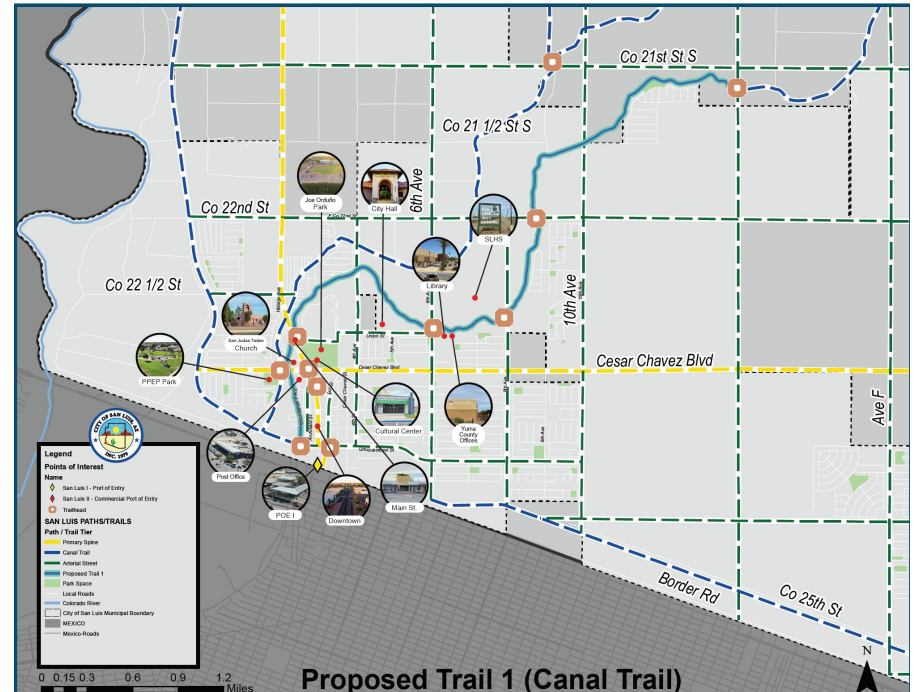 Co 21st St S
Co 21 1/2 St S
6th Ave
Joe Orduño
Park
City Hall
SLHS
Co 22nd St
Library
Co 22 1/2 St
10th Ave
San Judas Tadeo
Church
Union St
Cesar Chavez Blvd
Cesar Chavez Blvd
PPEP Park
Ave F
CITY OF SAN LUIS, AZ
INC. 1979
Cultural Center
Yuma
County
Offices
Post Office
POE I
Downtown
Main St.
Border Rd
Co 25th St
Legend
Points of Interest
Name
San Luis I - Port of Entry
San Luis II - Commercial Port of Entry
Trailhead
SAN LUIS PATHS/TRAILS
Path / Trail Tier
Primary Spine
Canal Trail
Arterial Street
Proposed Trail 1
Park Space
Local Roads
Colorado River
City of San Luis Municipal Boundary
MEXICO
Mexico-Roads
N
0 0.15 0.3 0.6 0.9 1.2
Miles
Proposed Trail 1 (Canal Trail)